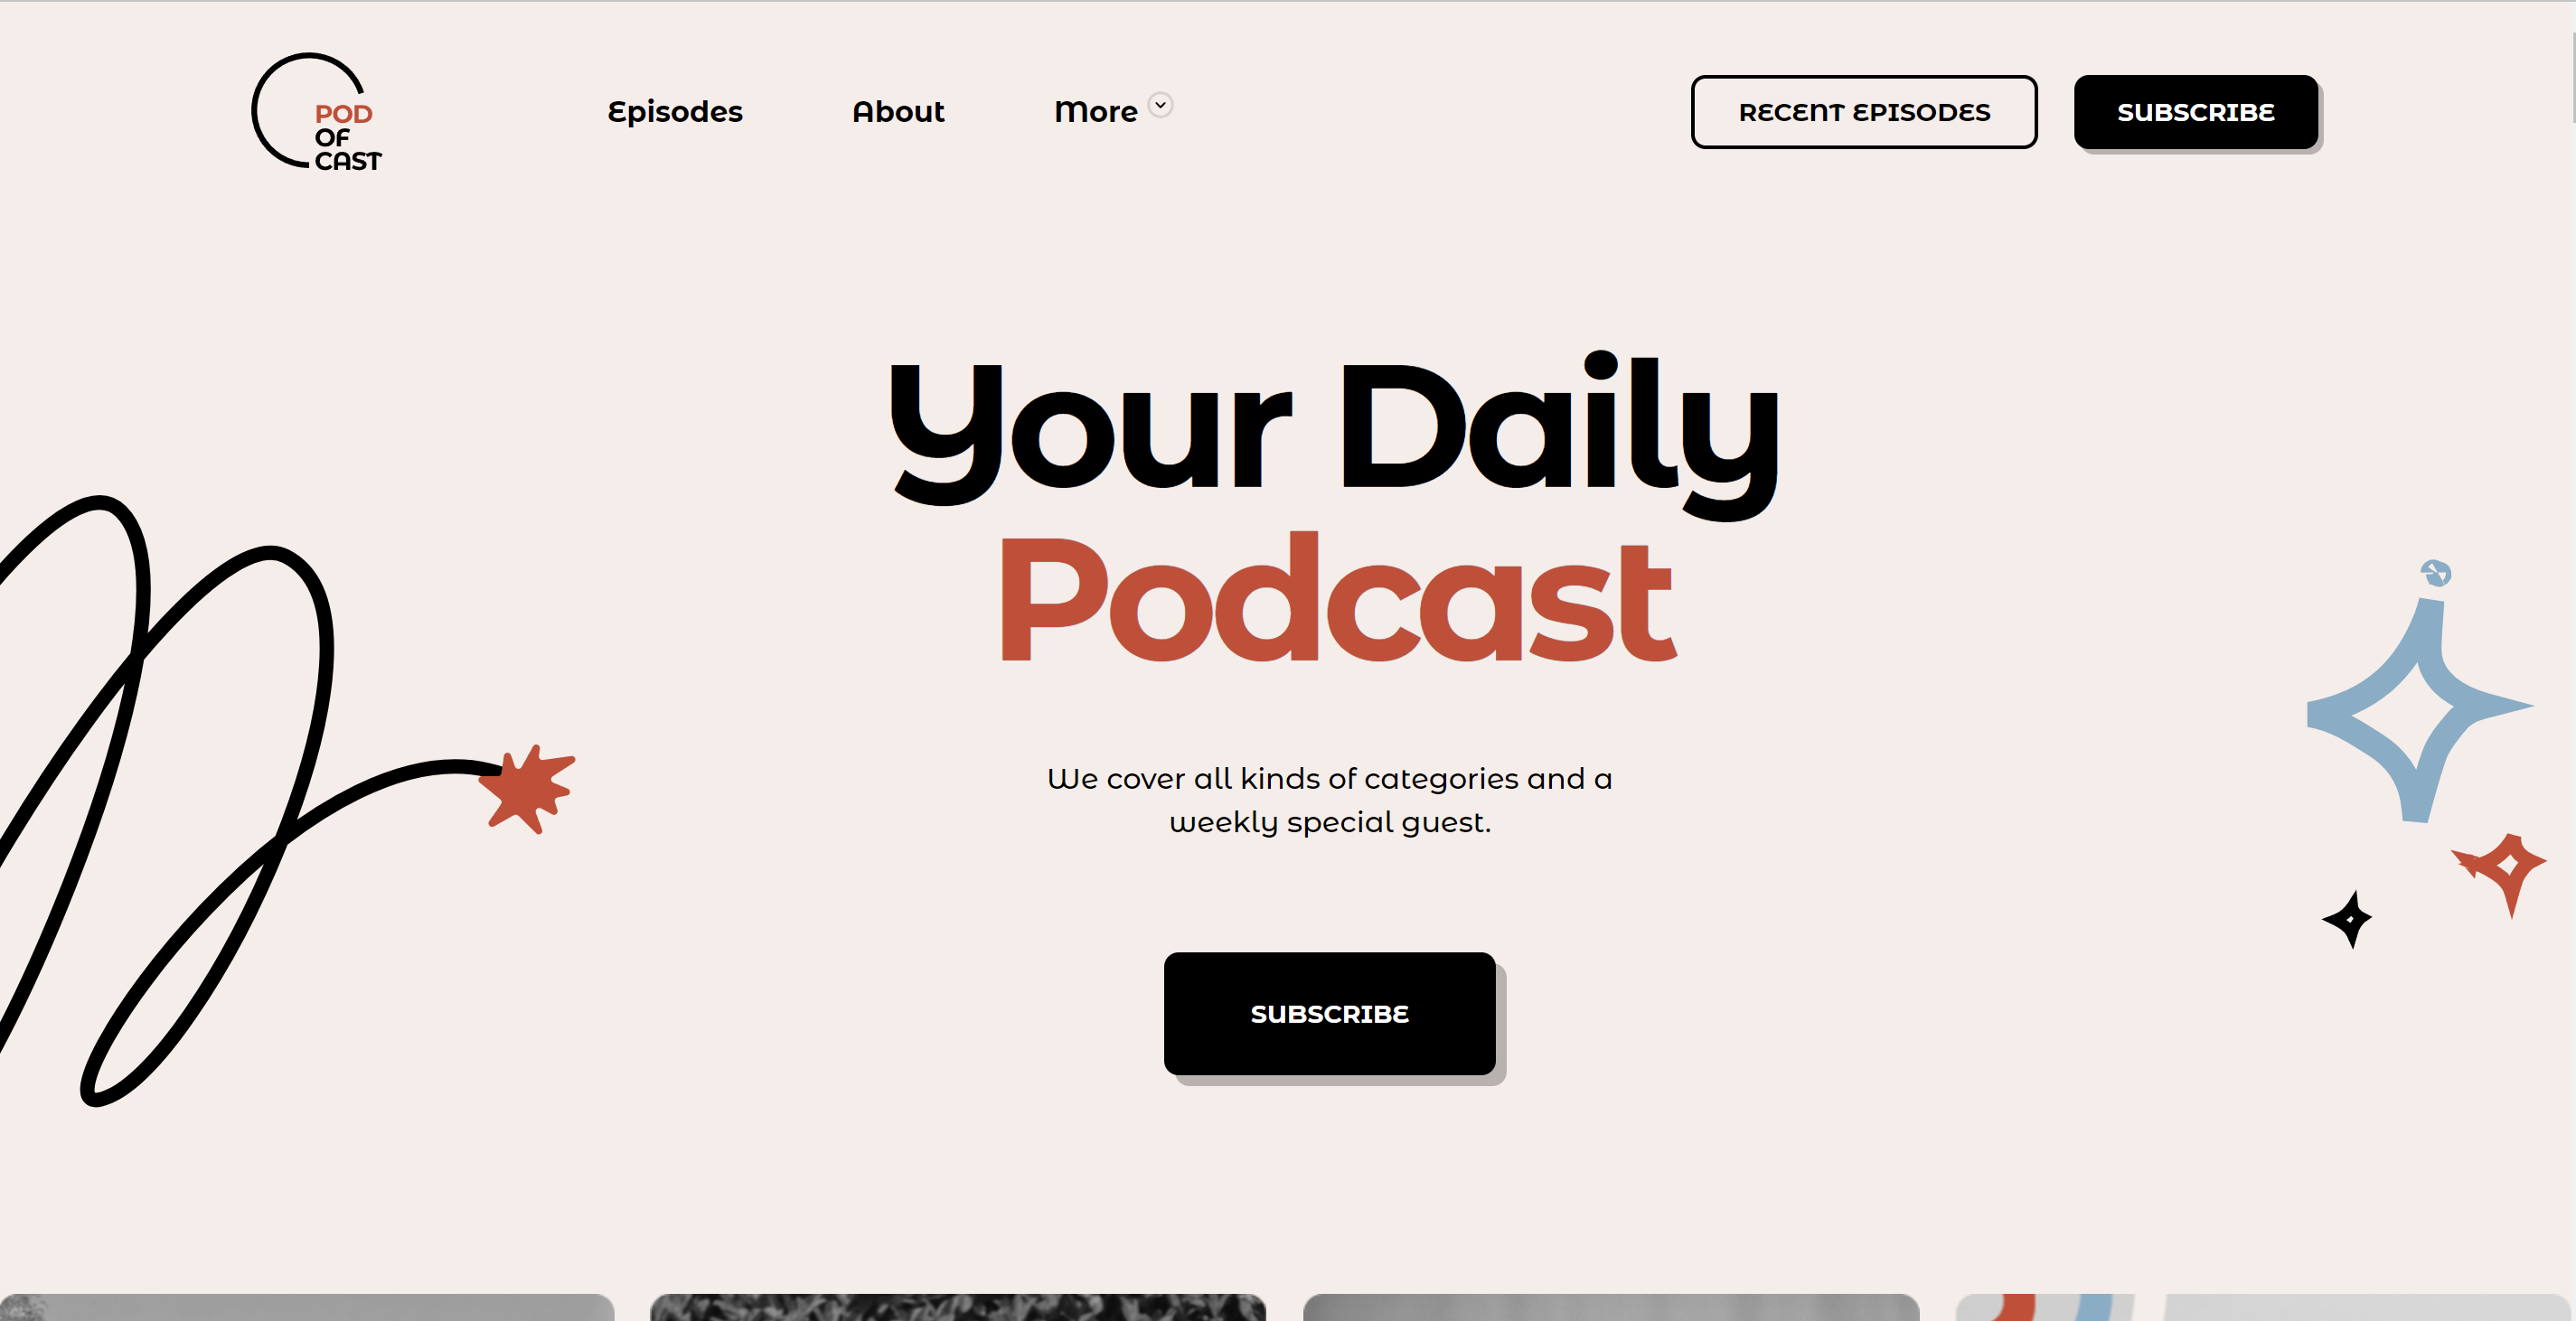 POD
OF
CAST
Episodes
About
More
RECENT EPISODES
SUBSCRIBE
Your Daily
Podcast
We cover all kinds of categories and a
weekly special guest.
SUBSCRIBE